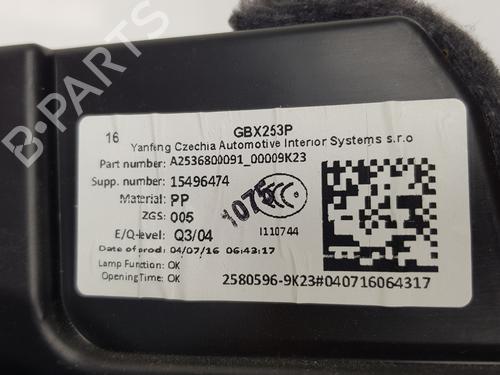 16
GBX253P
Yanfeng Czechia Automotive Interior Systems s.r.o
Part number: A2536800091_00009K23
Supp. number: 15496474
Material: PP
ZGS: 005
E/Q-level: Q3/04
Date of prod: 04/07/16 06:43:17
Lamp Function: OK
Opening Time: OK
1075
I110744
2580596-9K23#040716064317
B-PARTS